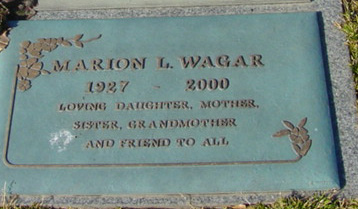 MARION L. WAGAR
1927 - 2000
LOVING DAUGHTER, MOTHER,
SISTER, GRANDMOTHER
AND FRIEND TO ALL